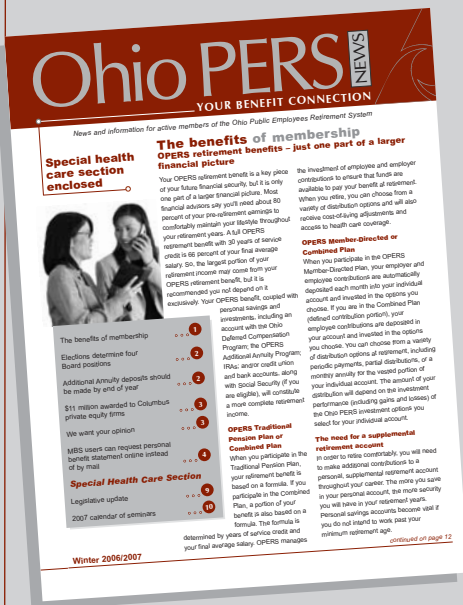 Ohio PERS
NEWS
YOUR BENEFIT CONNECTION
News and information for active members of the Ohio Public Employees Retirement System
Special health
care section
enclosed
The benefits of membership
OPERS retirement benefits – just one part of a larger
financial picture
Your OPERS retirement benefit is a key piece
of your future financial security, but it is only
one part of a larger financial picture. Most
financial advisors say you'll need about 80
percent of your pre-retirement earnings to
comfortably maintain your lifestyle throughout
your retirement years. A full OPERS
retirement benefit with 30 years of service
credit is 66 percent of your final average
salary. So, the largest portion of your
retirement income may come from your
OPERS retirement benefit, but it is
recommended you not depend on it
exclusively. Your OPERS benefit, coupled with
personal savings and
investments, including an
account with the Ohio
Deferred Compensation
Program; the OPERS
Additional Annuity Program;
IRAs; and/or credit union
and bank accounts, along
with Social Security (if you
are eligible), will constitute
a more complete retirement
income.
OPERS Traditional
Pension Plan or
Combined Plan
When you participate in the
Traditional Pension Plan,
your retirement benefit is
based on a formula. If you
participate in the Combined
Plan, a portion of your
benefit is also based on a
formula. The formula is
determined by years of service credit and
your final average salary. OPERS manages
the investment of employee and employer
contributions to ensure that funds are
available to pay your benefit at retirement.
When you retire, you can choose from a
variety of distribution options and will also
receive cost-of-living adjustments and
access to health care coverage.
OPERS Member-Directed or
Combined Plan
When you participate in the OPERS
Member-Directed Plan, your employer and
employee contributions are automatically
deposited each month into your individual
account and invested in the options you
choose. If you are in the Combined Plan
(defined contribution portion), your
employee contributions are deposited in
your account and invested in the options
you choose. You can choose from a variety
of distribution options at retirement, including
periodic payments, partial distributions, or a
monthly annuity for the vested portion of
your individual account. The amount of your
distribution will depend on the investment
performance (including gains and losses) of
the Ohio PERS investment options you
select for your individual account.
The need for a supplemental
retirement account
In order to retire comfortably, you will need
to make additional contributions to a
personal, supplemental retirement account
throughout your career. The more you save
in your personal account, the more security
you will have in your retirement years.
Personal savings accounts become vital if
you do not intend to work past your
minimum retirement age.
continued on page 12
The benefits of membership 1
Elections determine four
Board positions 2
Additional Annuity deposits should
be made by end of year 2
$11 million awarded to Columbus
private equity firms 3
We want your opinion 3
MBS users can request personal
benefit statement online instead
of by mail 4
Special Health Care Section
Legislative update 9
2007 calendar of seminars 10
Winter 2006/2007